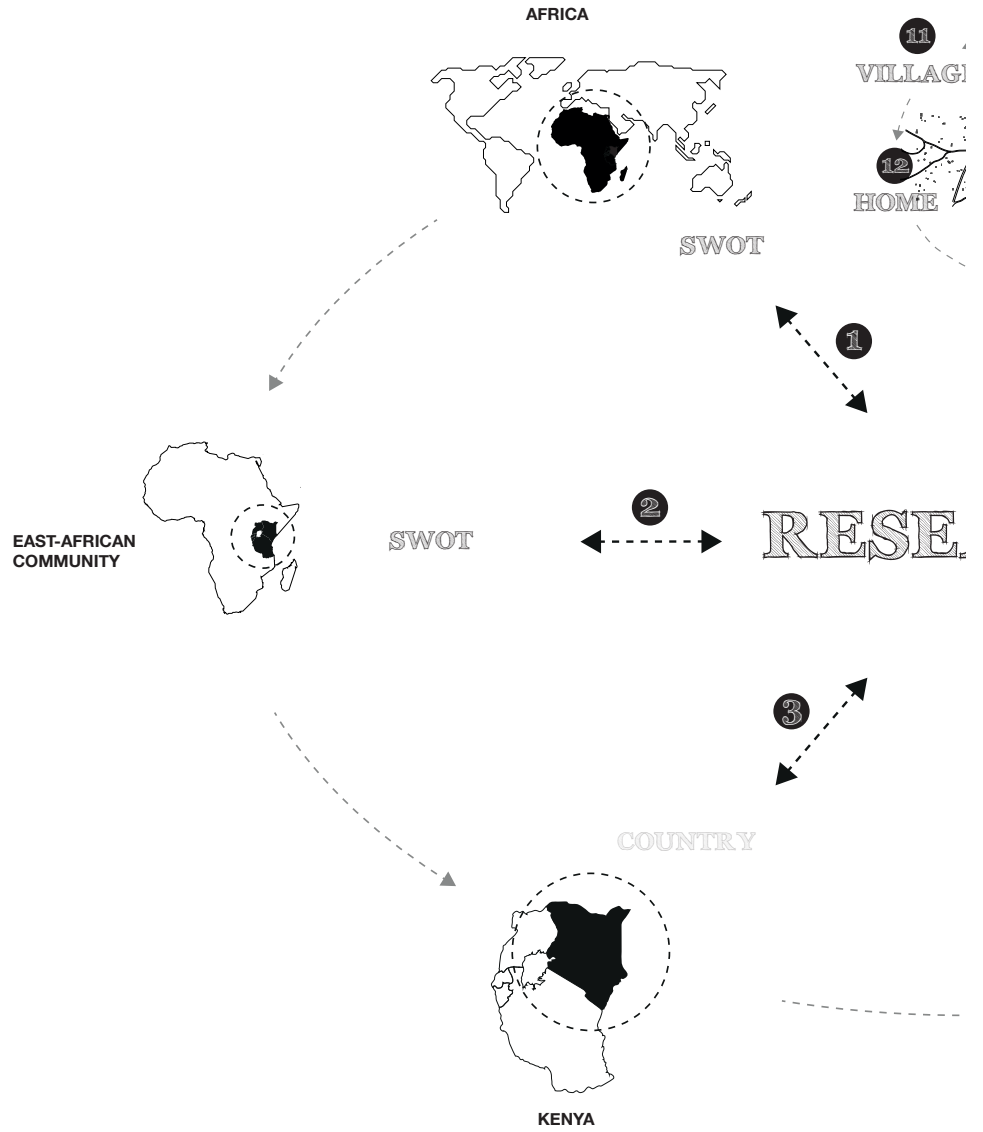 AFRICA
11
VILLAG
12
HOME
SWOT
1
2
EAST-AFRICAN
COMMUNITY
SWOT
RESE
3
COUNTRY
KENYA